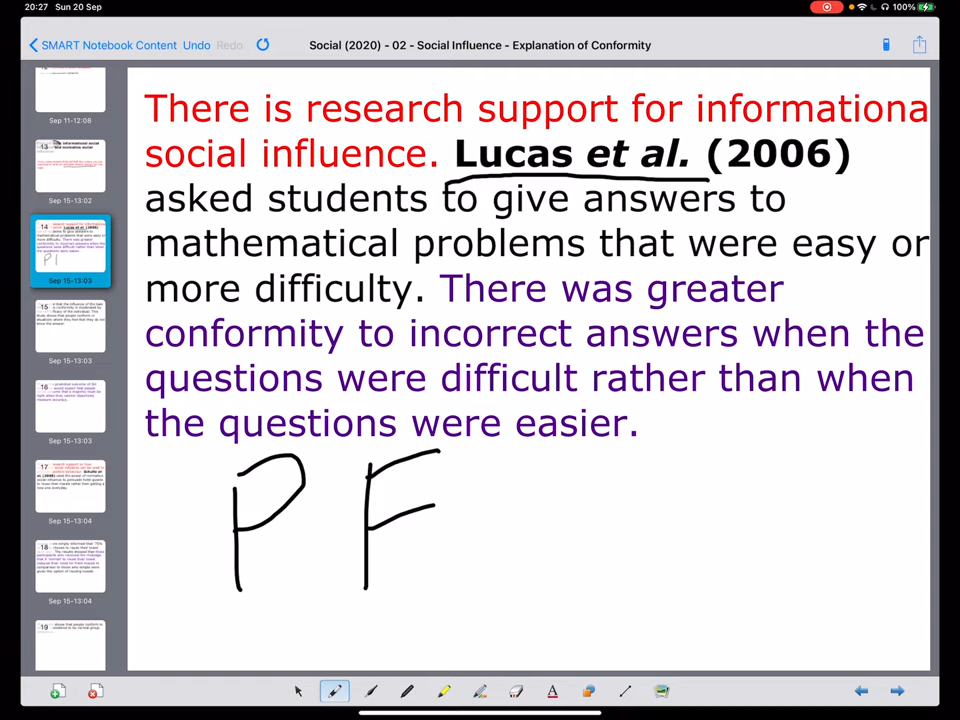 20:27 Sun 20 Sep
100%
SMART Notebook Content Undo Redo
Social (2020) - 02 - Social Influence - Explanation of Conformity
There is research support for informationa
social influence. Lucas et al. (2006)
asked students to give answers to
mathematical problems that were easy or
more difficulty. There was greater
conformity to incorrect answers when the
questions were difficult rather than when
the questions were easier.
P F
Sep 11-12:08
13
Sep 15-13:02
14
Sep 15-13:03
15
Sep 15-13:03
16
Sep 15-13:03
17
Sep 15-13:04
18
Sep 15-13:04
19